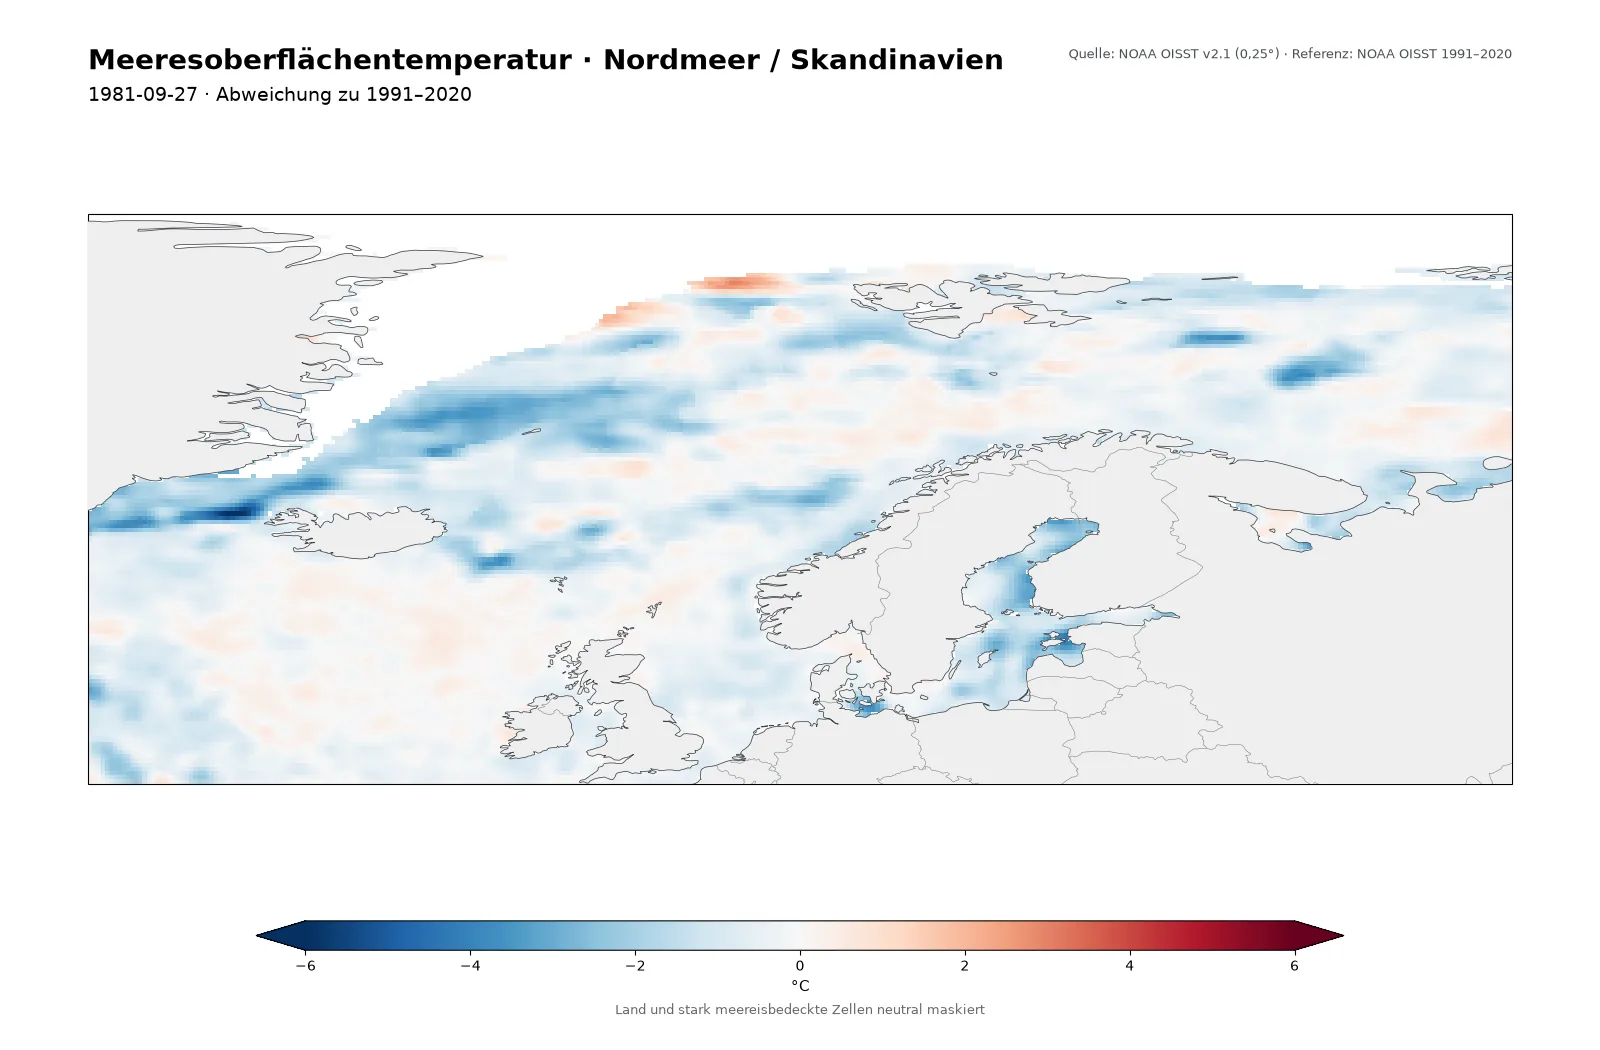 Meeresoberflächentemperatur · Nordmeer / Skandinavien
Quelle: NOAA OISST v2.1 (0,25°) · Referenz: NOAA OISST 1991–2020
1981-09-27 · Abweichung zu 1991–2020
−6 −4 −2 0 2 4 6
°C
Land und stark meereisbedeckte Zellen neutral maskiert